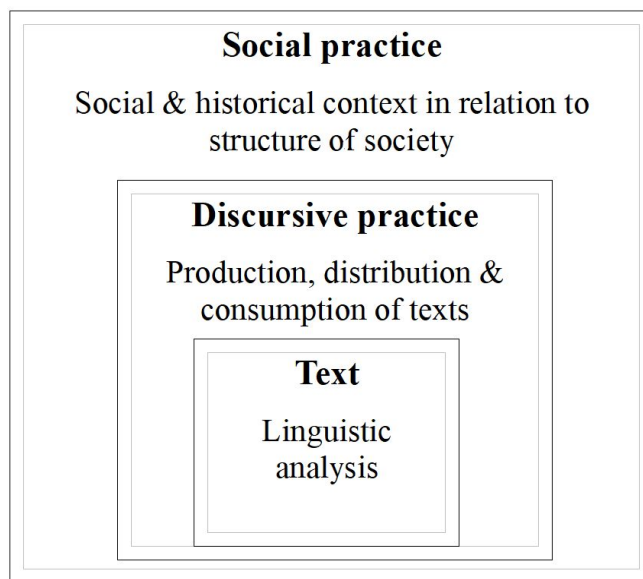 Social practice
Social & historical context in relation to
structure of society
Discursive practice
Production, distribution &
consumption of texts
Text
Linguistic
analysis